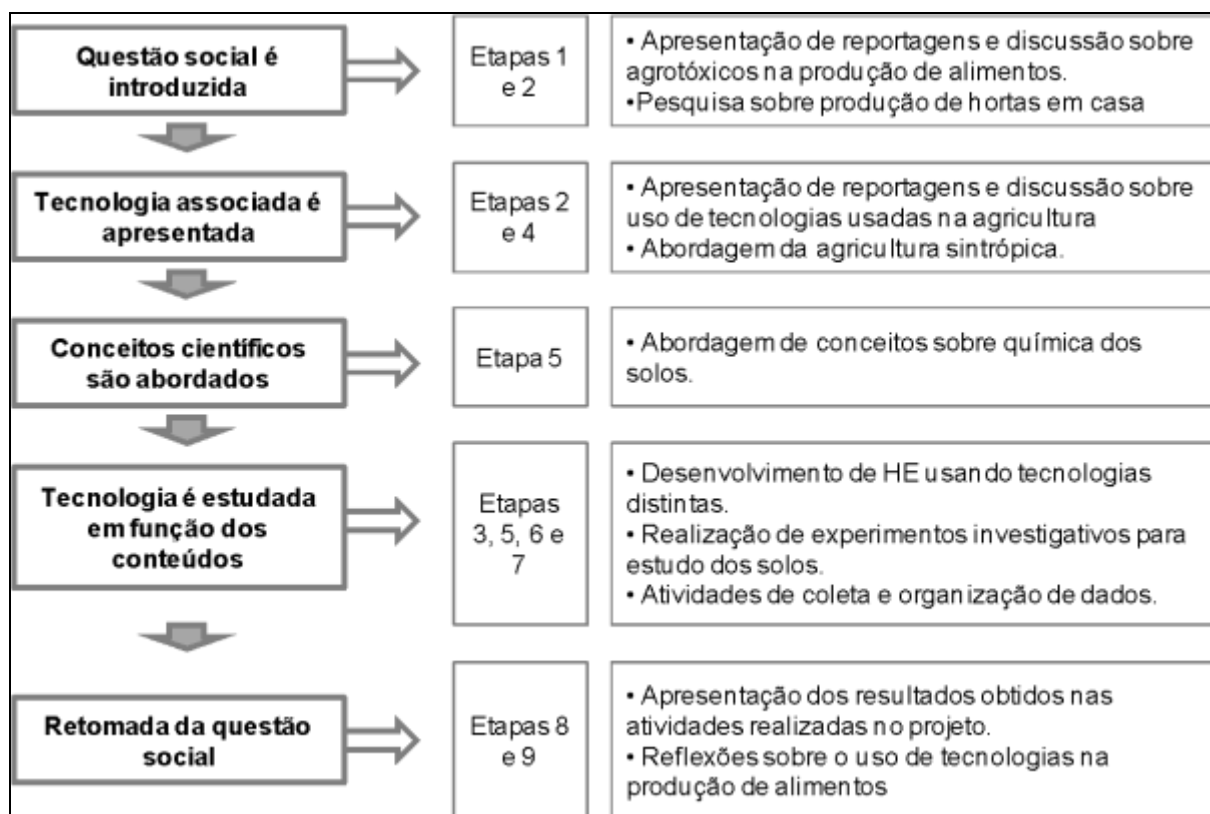 Questão social é
introduzida
Etapas 1
e 2
• Apresentação de reportagens e discussão sobre
agrotóxicos na produção de alimentos.
•Pesquisa sobre produção de hortas em casa
Tecnologia associada é
apresentada
Etapas 2
e 4
• Apresentação de reportagens e discussão sobre
uso de tecnologias usadas na agricultura
• Abordagem da agricultura sintrópica.
Conceitos científicos
são abordados
Etapa 5
• Abordagem de conceitos sobre química dos
solos.
Tecnologia é estudada
em função dos
conteúdos
Etapas
3, 5, 6 e
7
• Desenvolvimento de HE usando tecnologias
distintas.
• Realização de experimentos investigativos para
estudo dos solos.
• Atividades de coleta e organização de dados.
Retomada da questão
social
Etapas 8
e 9
• Apresentação dos resultados obtidos nas
atividades realizadas no projeto.
• Reflexões sobre o uso de tecnologias na
produção de alimentos